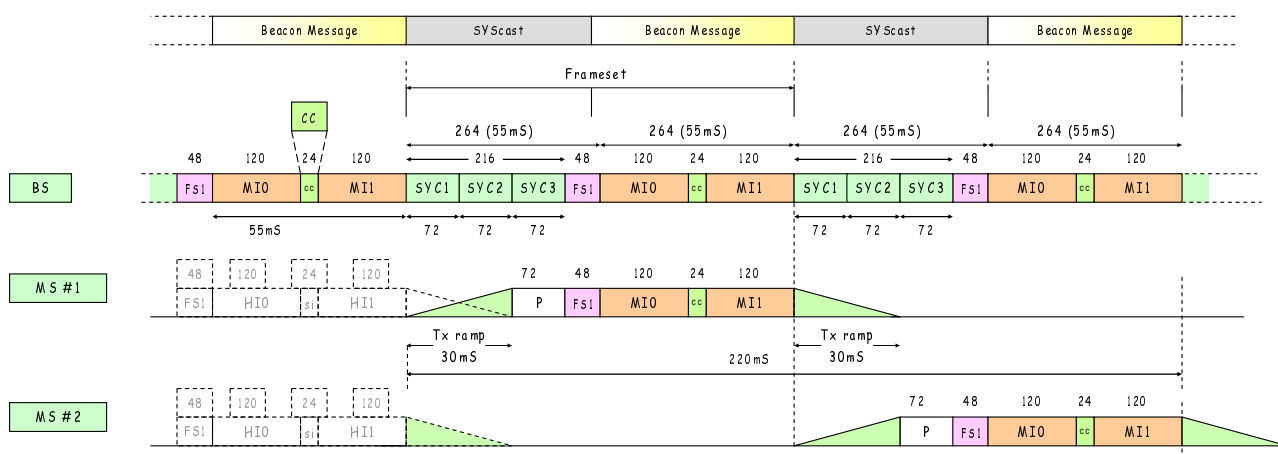 Beacon Message SYScast Beacon Message SYScast Beacon Message
Frameset
CC
264 (55mS) 264 (55mS) 264 (55mS) 264 (55mS)
48 120 24 120 216 48 120 24 120 216 48 120 24 120
BS FS1 MI0 cc MI1 SYC1 SYC2 SYC3 FS1 MI0 cc MI1 SYC1 SYC2 SYC3 FS1 MI0 cc MI1
55mS 72 72 72 72 72 72
48 120 24 120 72 48 120 24 120
MS #1 FS1 HI0 si HI1 P FS1 MI0 cc MI1
Tx ramp Tx ramp
30mS 220mS 30mS
48 120 24 120 72 48 120 24 120
MS #2 FS1 HI0 si HI1 P FS1 MI0 cc MI1